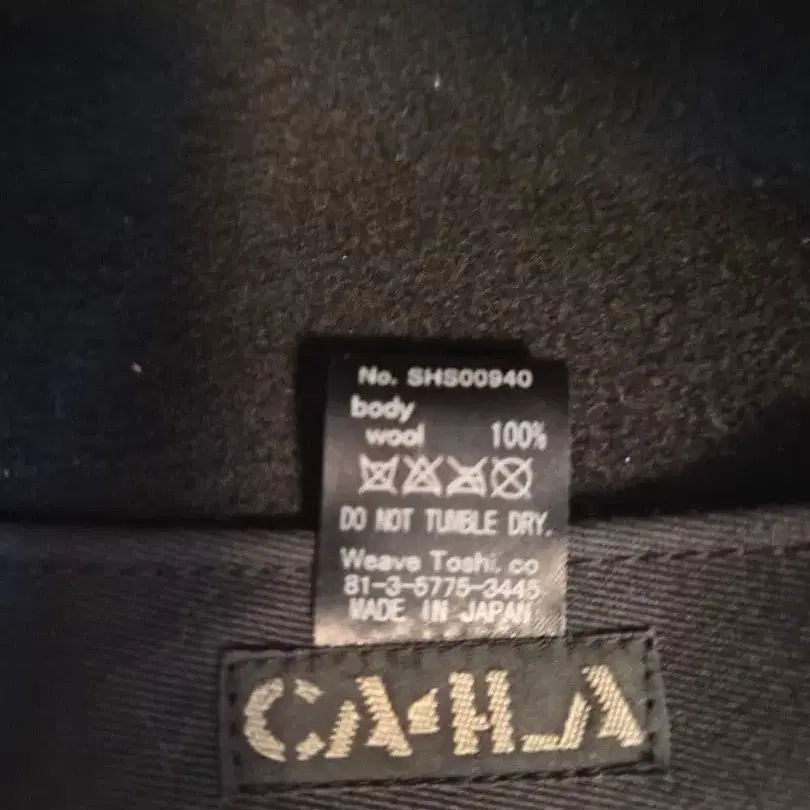 No. SHS00940
body
wool 100%
DO NOT TUMBLE DRY.
Weave Toshi. co
81-3-5775-3445
MADE IN JAPAN
CA4LA